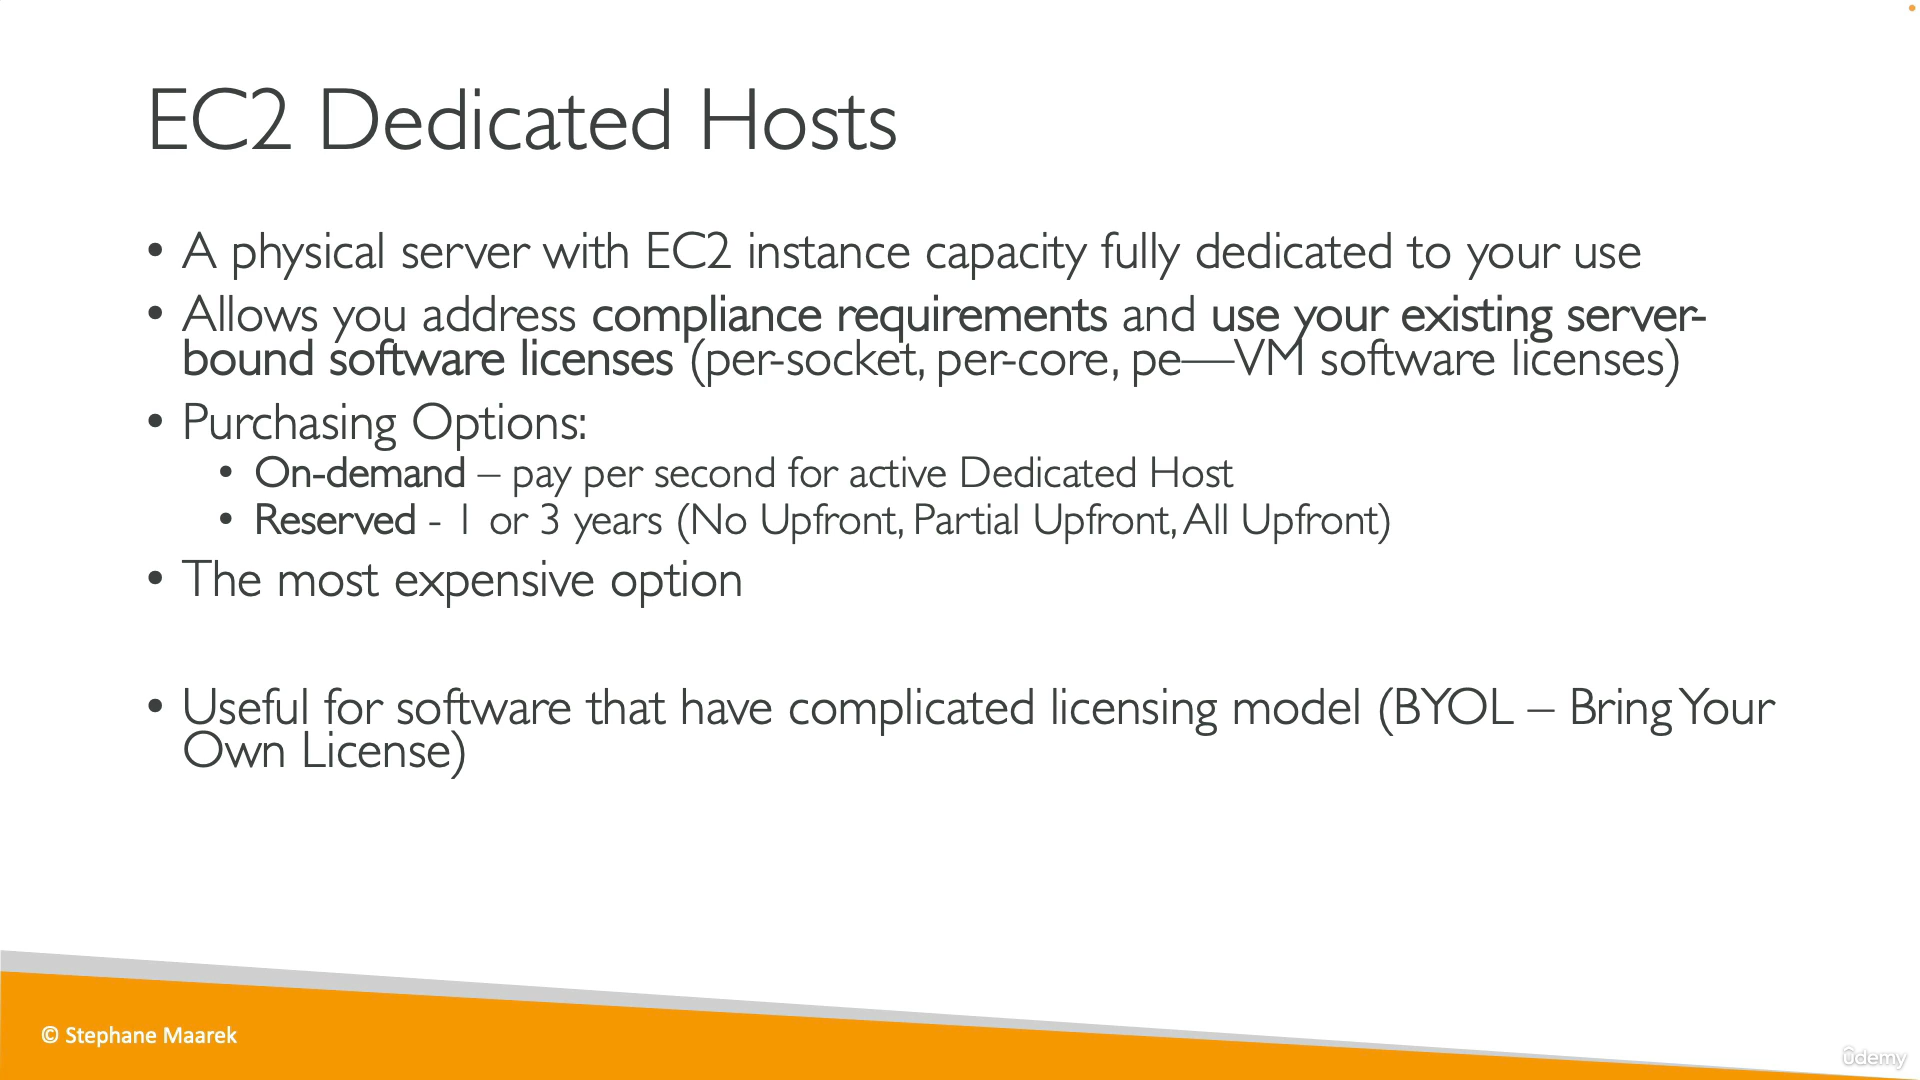 EC2 Dedicated Hosts
• A physical server with EC2 instance capacity fully dedicated to your use
• Allows you address compliance requirements and use your existing server-
bound software licenses (per-socket, per-core, pe—VM software licenses)
• Purchasing Options:
• On-demand – pay per second for active Dedicated Host
• Reserved - 1 or 3 years (No Upfront, Partial Upfront, All Upfront)
• The most expensive option
• Useful for software that have complicated licensing model (BYOL – Bring Your
Own License)
© Stephane Maarek
ûdemy